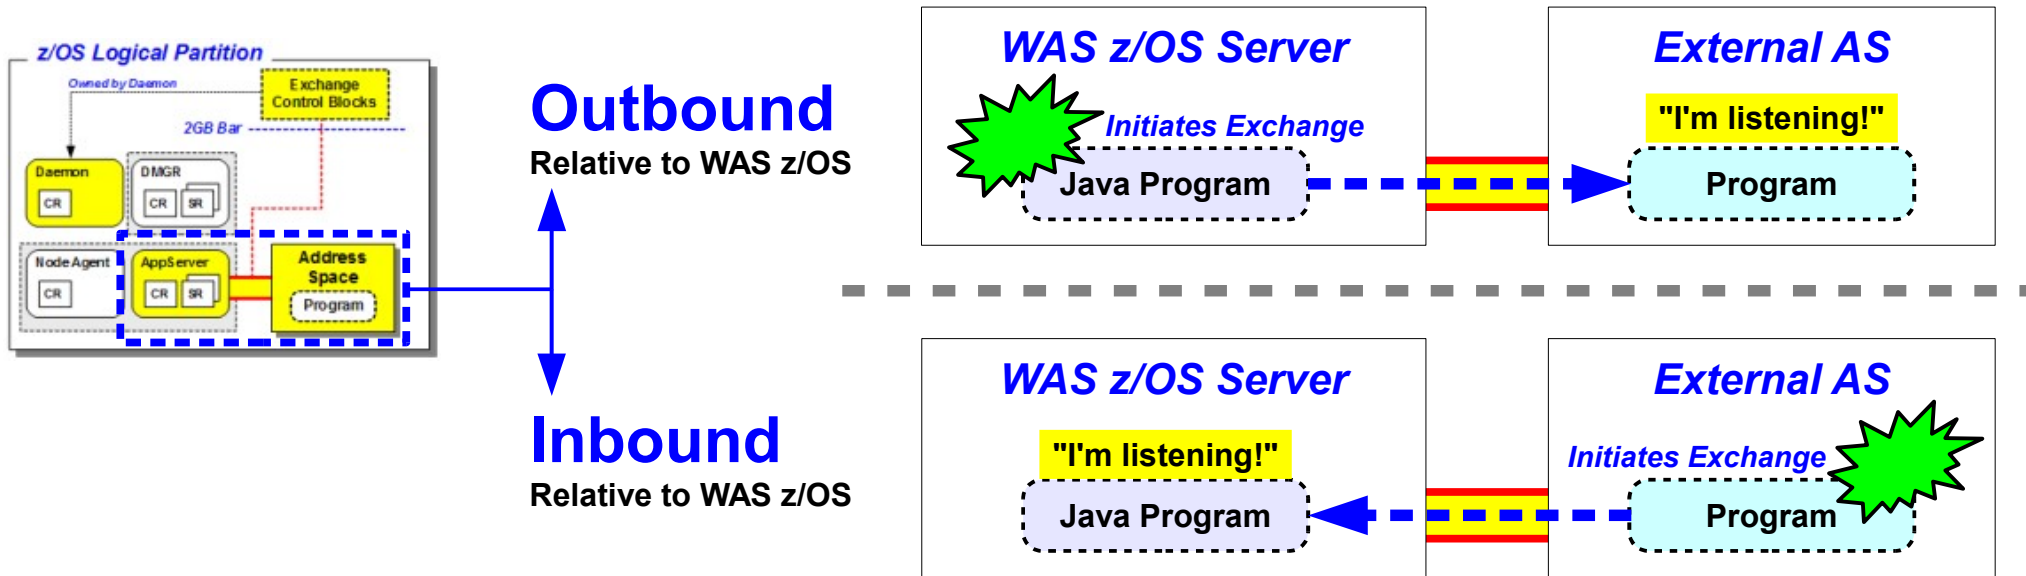 z/OS Logical Partition
Owned by Daemon
Exchange
Control Blocks
2GB Bar
Daemon
CR
DMGR
CR
SR
Node Agent
CR
AppServer
CR
SR
Address
Space
Program
Outbound
Relative to WAS z/OS
Inbound
Relative to WAS z/OS
WAS z/OS Server
Initiates Exchange
Java Program
External AS
"I'm listening!"
Program
WAS z/OS Server
"I'm listening!"
Java Program
External AS
Initiates Exchange
Program